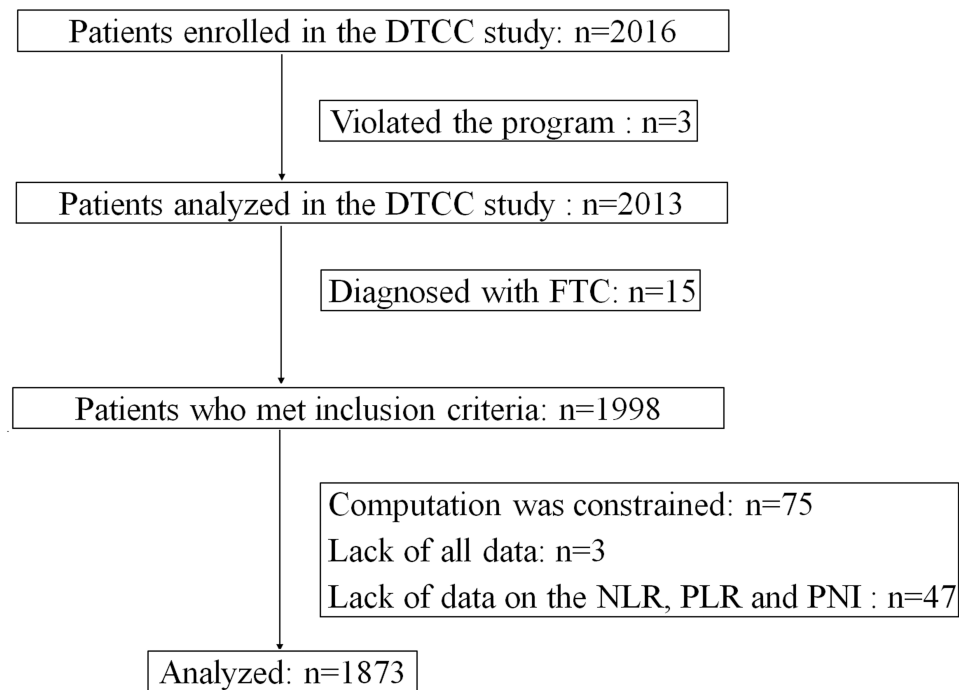 Patients enrolled in the DTCC study: n=2016
Violated the program : n=3
Patients analyzed in the DTCC study : n=2013
Diagnosed with FTC: n=15
Patients who met inclusion criteria: n=1998
Computation was constrained: n=75
Lack of all data: n=3
Lack of data on the NLR, PLR and PNI : n=47
Analyzed: n=1873